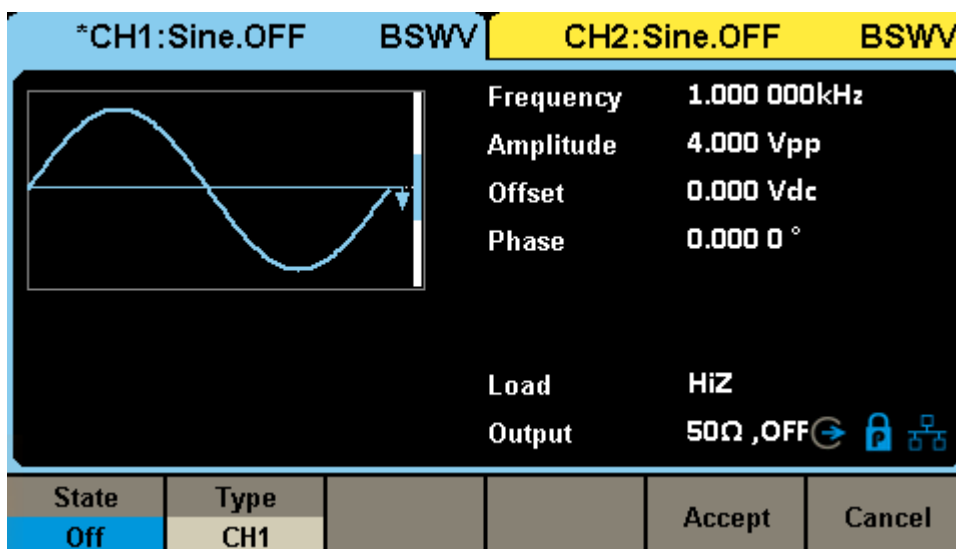 *CH1:Sine.OFF BSWV CH2:Sine.OFF BSWV
Frequency 1.000 000kHz
Amplitude 4.000 Vpp
Offset 0.000 Vdc
Phase 0.000 0 °
Load HiZ
Output 50Ω ,OFF P
State Type Accept Cancel
Off CH1